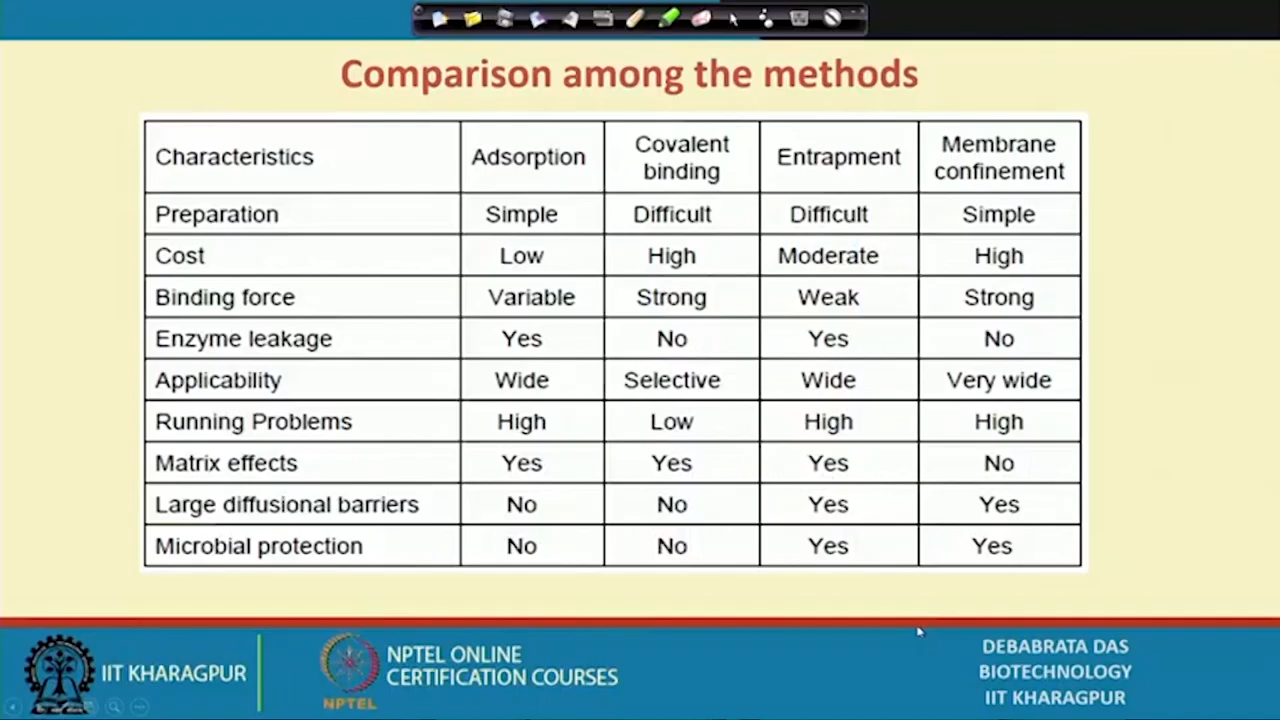 Comparison among the methods
Characteristics Adsorption Covalent binding Entrapment Membrane confinement
Preparation Simple Difficult Difficult Simple
Cost Low High Moderate High
Binding force Variable Strong Weak Strong
Enzyme leakage Yes No Yes No
Applicability Wide Selective Wide Very wide
Running Problems High Low High High
Matrix effects Yes Yes Yes No
Large diffusional barriers No No Yes Yes
Microbial protection No No Yes Yes
IIT KHARAGPUR
NPTEL
NPTEL ONLINE
CERTIFICATION COURSES
DEBABRATA DAS
BIOTECHNOLOGY
IIT KHARAGPUR